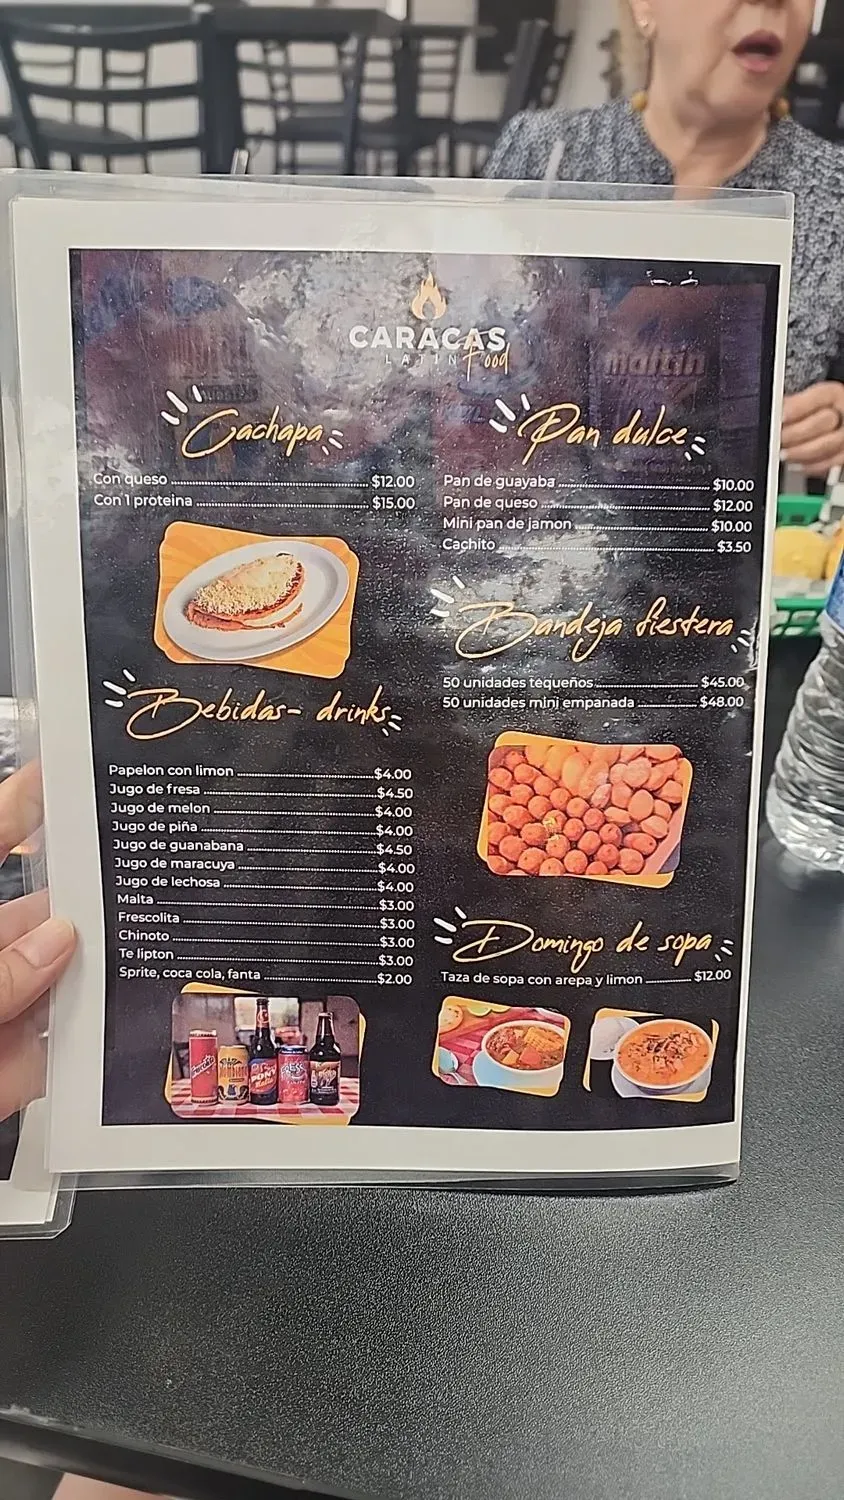 CARACAS
LATIN Food
Cachapa
Con queso $12.00
Con 1 proteina $15.00
Bebidas- drinks
Papelon con limon $4.00
Jugo de fresa $4.50
Jugo de melon $4.00
Jugo de piña $4.00
Jugo de guanabana $4.50
Jugo de maracuya $4.00
Jugo de lechosa $4.00
Malta $3.00
Frescolita $3.00
Chinoto $3.00
Te lipton $3.00
Sprite, coca cola, fanta $2.00
PONY
maltin
Pan dulce
Pan de guayaba $10.00
Pan de queso $12.00
Mini pan de jamon $10.00
Cachito $3.50
Bandeja fiestera
50 unidades tequeños $45.00
50 unidades mini empanada $48.00
Domingo de sopa
Taza de sopa con arepa y limon $12.00